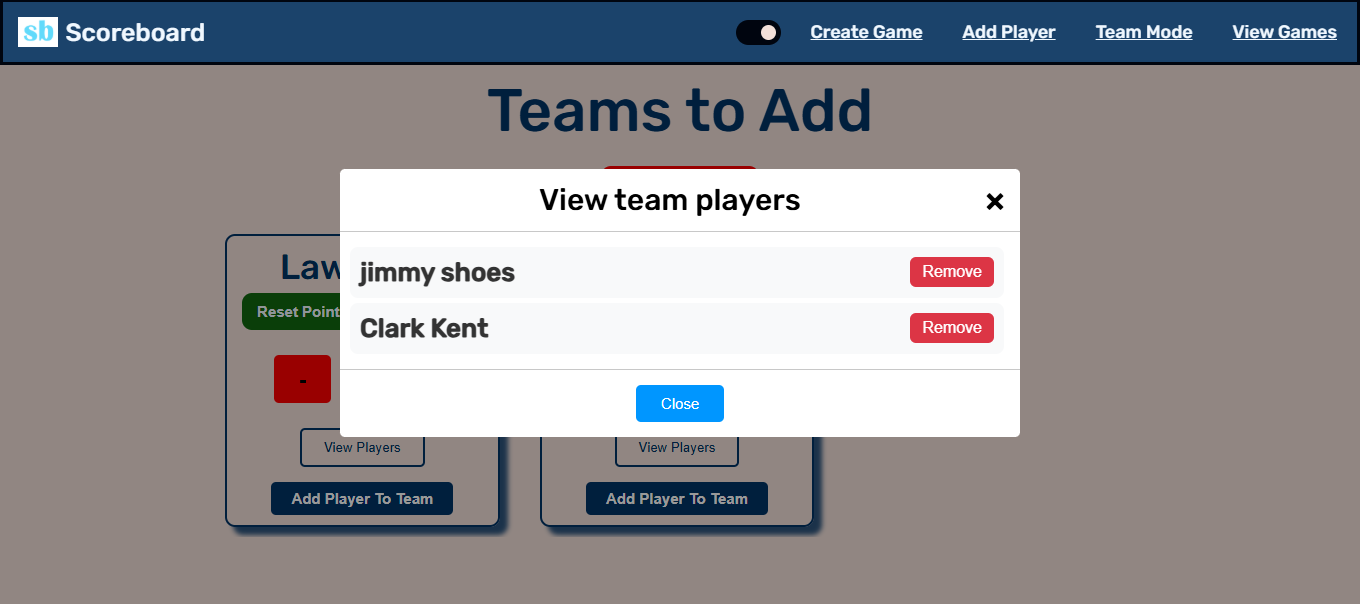 sb Scoreboard
Create Game
Add Player
Team Mode
View Games
Teams to Add
View team players
×
jimmy shoes
Remove
Clark Kent
Remove
Close
Reset Point
-
View Players
View Players
Add Player To Team
Add Player To Team